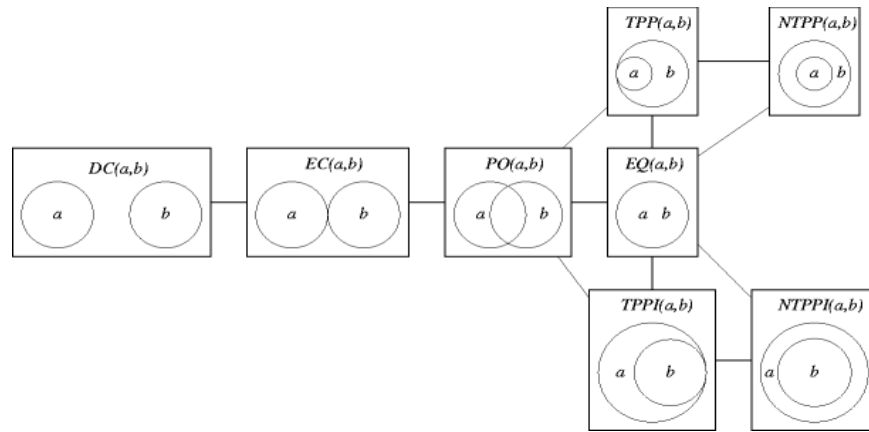 TPP(a,b)
a b
NTPP(a,b)
a b
DC(a,b)
a b
EC(a,b)
a b
PO(a,b)
a b
EQ(a,b)
a b
TPPI(a,b)
a b
NTPPI(a,b)
a b